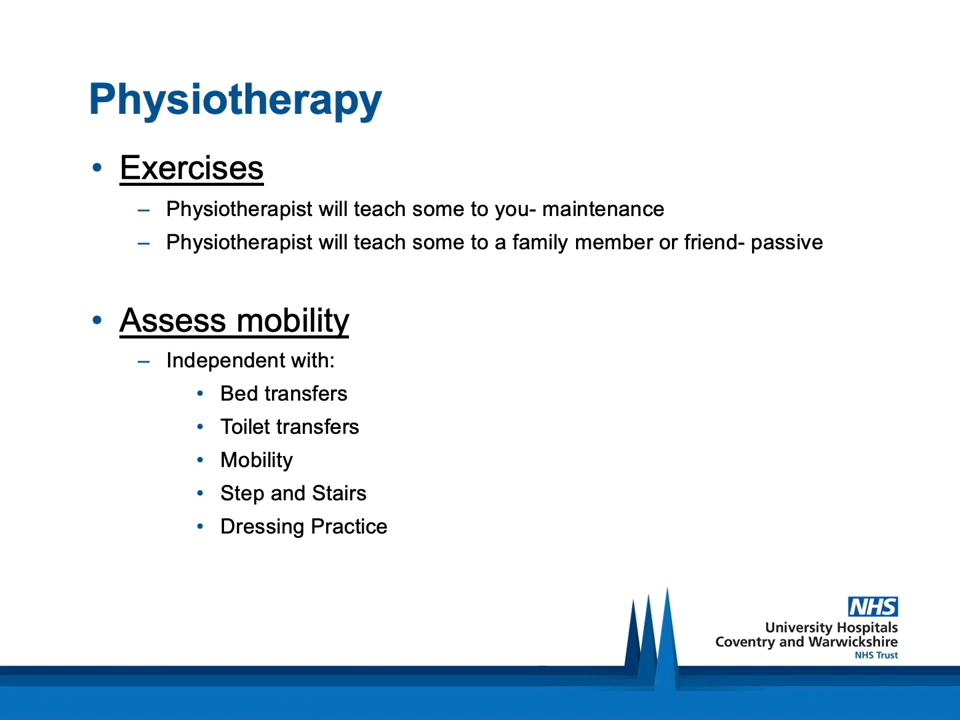 Physiotherapy
• Exercises
– Physiotherapist will teach some to you- maintenance
– Physiotherapist will teach some to a family member or friend- passive
• Assess mobility
– Independent with:
• Bed transfers
• Toilet transfers
• Mobility
• Step and Stairs
• Dressing Practice
NHS
University Hospitals
Coventry and Warwickshire
NHS Trust